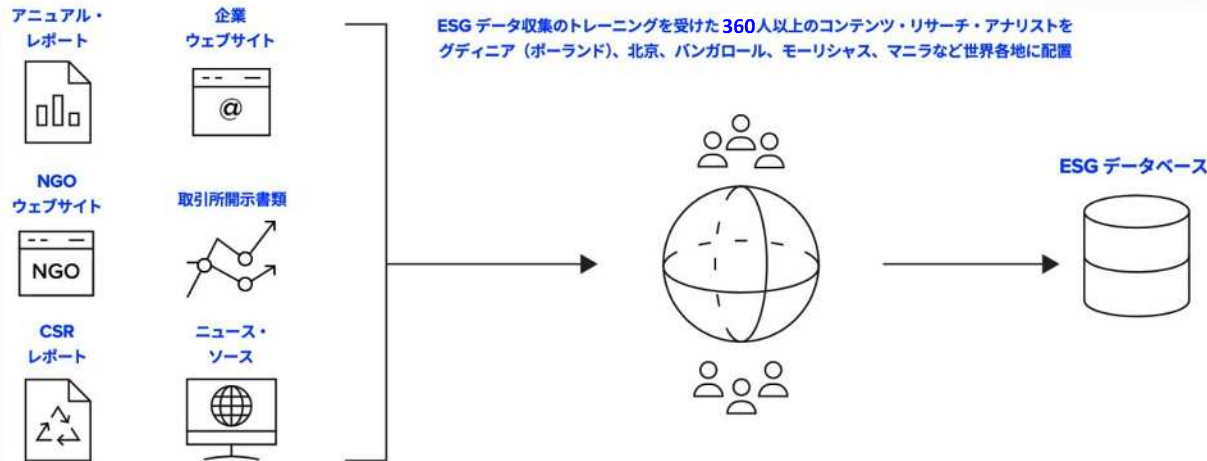 アニュアル・
レポート
企業
ウェブサイト
ESG データ収集のトレーニングを受けた360人以上のコンテンツ・リサーチ・アナリストを
グディニア（ポーランド）、北京、バンガロール、モーリシャス、マニラなど世界各地に配置
@
NGO
ウェブサイト
取引所開示書類
ESG データベース
NGO
CSR
レポート
ニュース・
ソース